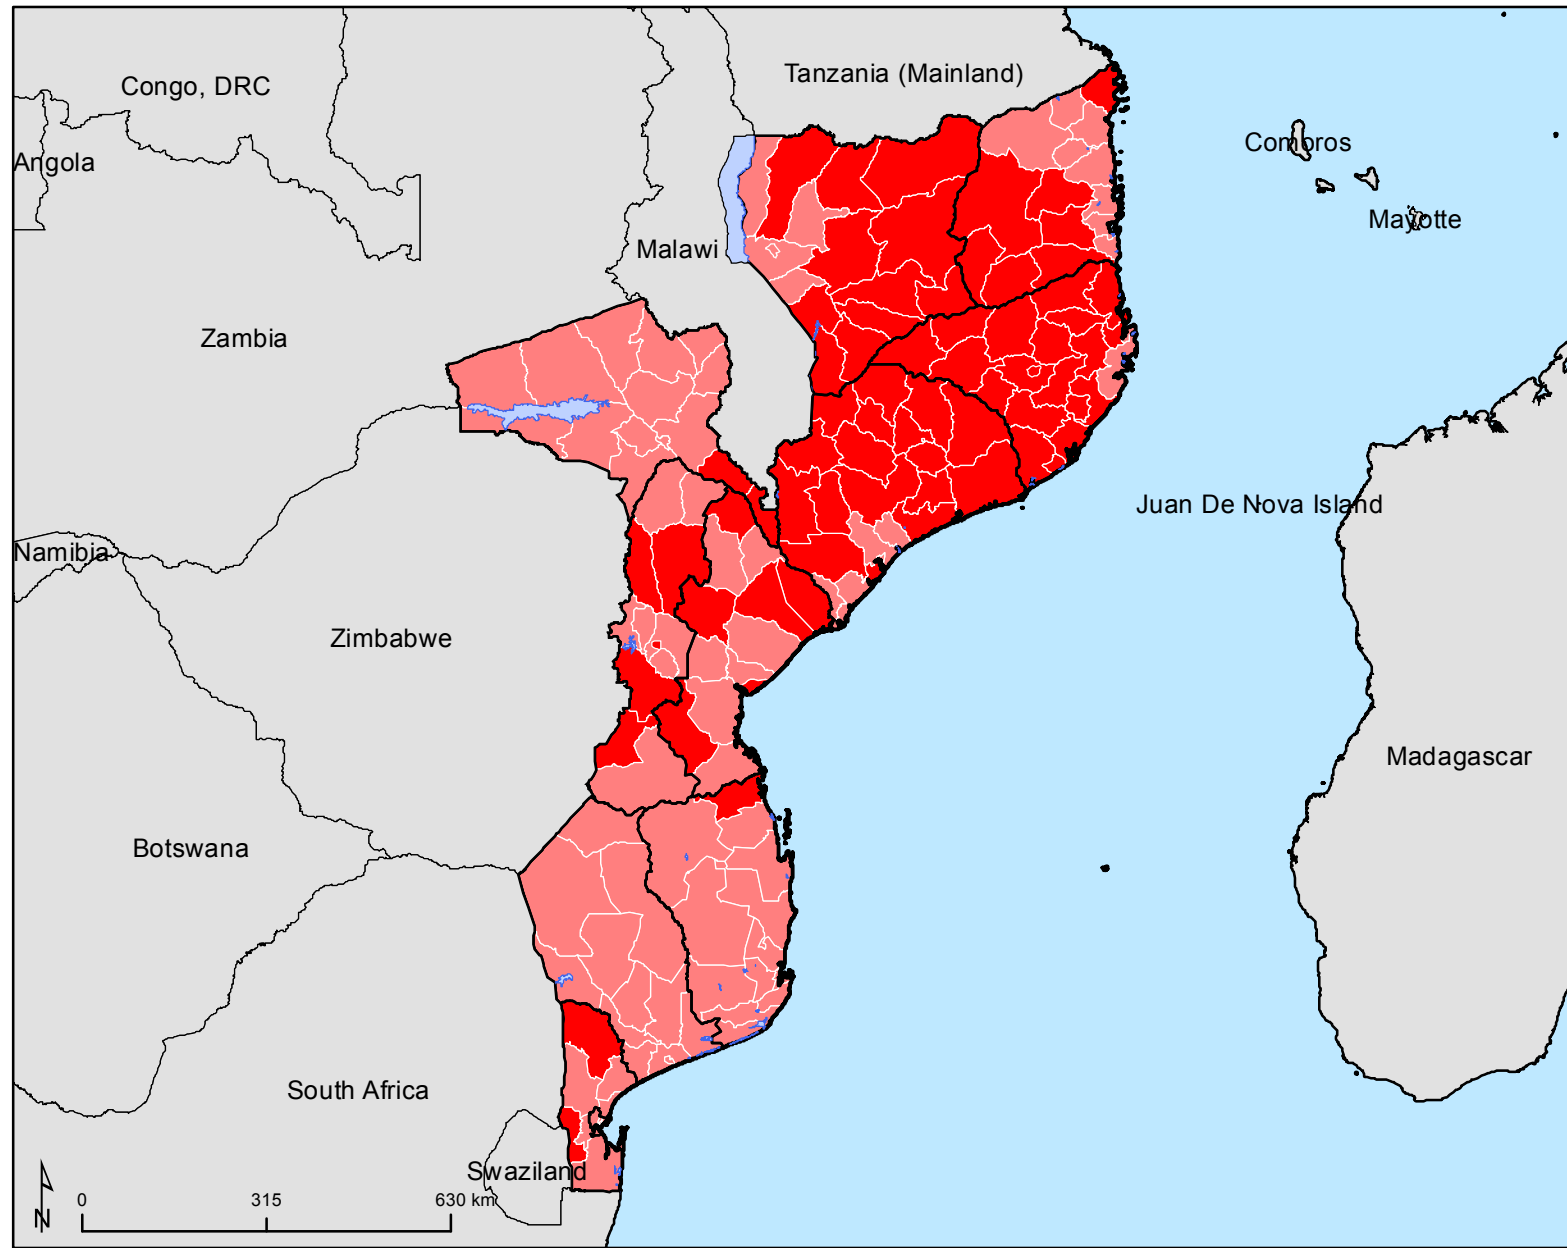 Tanzania (Mainland)
Congo, DRC
Comoros
Angola
Mayotte
Malawi
Zambia
Juan De Nova Island
Namibia
Zimbabwe
Madagascar
Botswana
South Africa
Swaziland
0 315 630 km
N